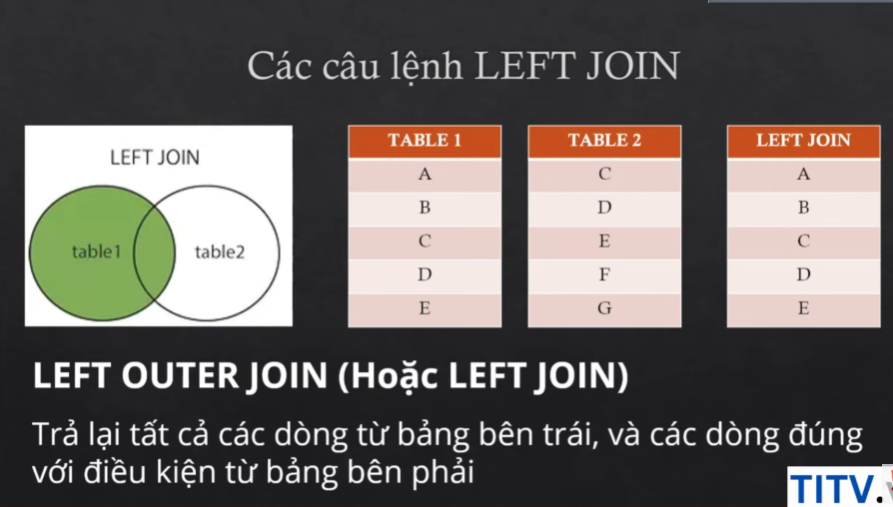 Các câu lệnh LEFT JOIN
LEFT JOIN
table1 table2
TABLE 1 TABLE 2 LEFT JOIN
A C A
B D B
C E C
D F D
E G E
LEFT OUTER JOIN (Hoặc LEFT JOIN)
Trả lại tất cả các dòng từ bảng bên trái, và các dòng đúng
với điều kiện từ bảng bên phải
TITV.